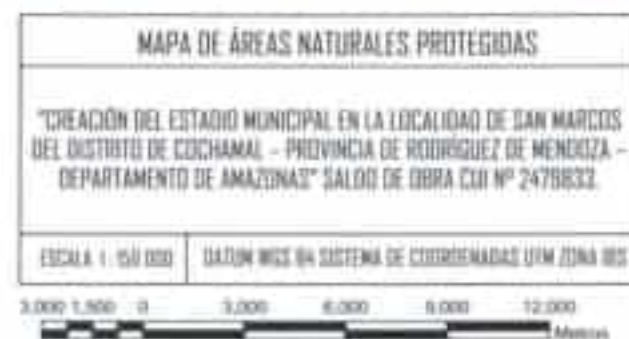 MAPA DE ÁREAS NATURALES PROTEGIDAS
"CREACIÓN DEL ESTADIO MUNICIPAL EN LA LOCALIDAD DE SAN MARCOS
DEL DISTRITO DE COCHAMAL – PROVINCIA DE RODRÍGUEZ DE MENDOZA –
DEPARTAMENTO DE AMAZONAS" SALDO DE OBRA CUI Nº 2479833.
ESCALA 1 : 150 000
DATUM WGS 84 SISTEMA DE COORDENADAS UTM ZONA 18S
3,000 1,500 0 3,000 6,000 9,000 12,000
Metros